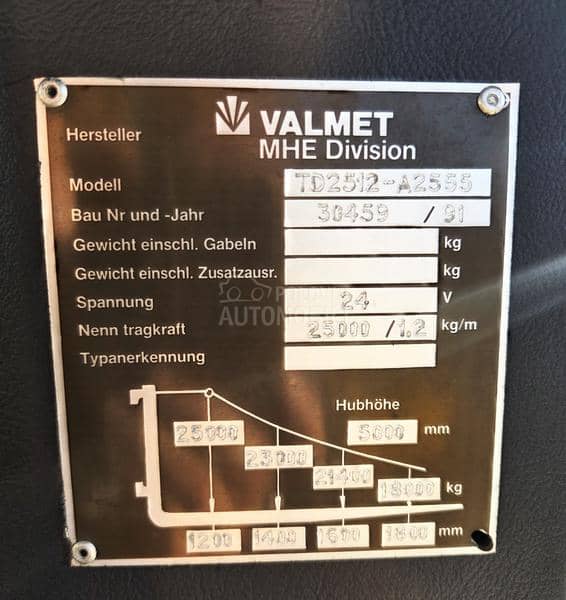 Hersteller VALMET
MHE Division
Modell TD2512-A2555
Bau Nr und -Jahr 30459 / 91
Gewicht einschl. Gabeln kg
Gewicht einschl. Zusatzausr. kg
Spannung 24 V
Nenn tragkraft 25000 / 1.2 kg/m
Typanerkennung
Hubhöhe 5000 mm
25000 23000 21400 kg
1200 1400 1600 1800 mm